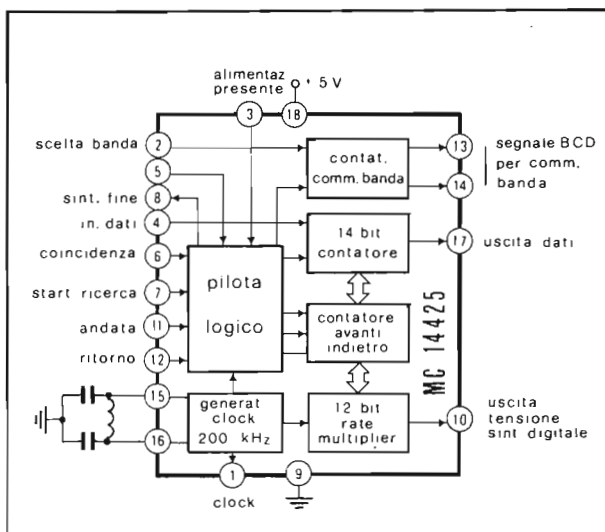 alimentaz
presente
+ 5 V
3
18
scelta banda
2
5
sint. fine
8
in. dati
4
coincidenza
6
start ricerca
7
andata
11
ritorno
12
15
16
contat.
comm. banda
13
14
segnale BCD
per comm.
banda
14 bit
contatore
17
uscita dati
pilota
logico
contatore
avanti
indietro
MC 14425
generat
clock
200 kHz
12 bit
rate
multiplier
10
uscita
tensione
sint digitale
1
9
clock